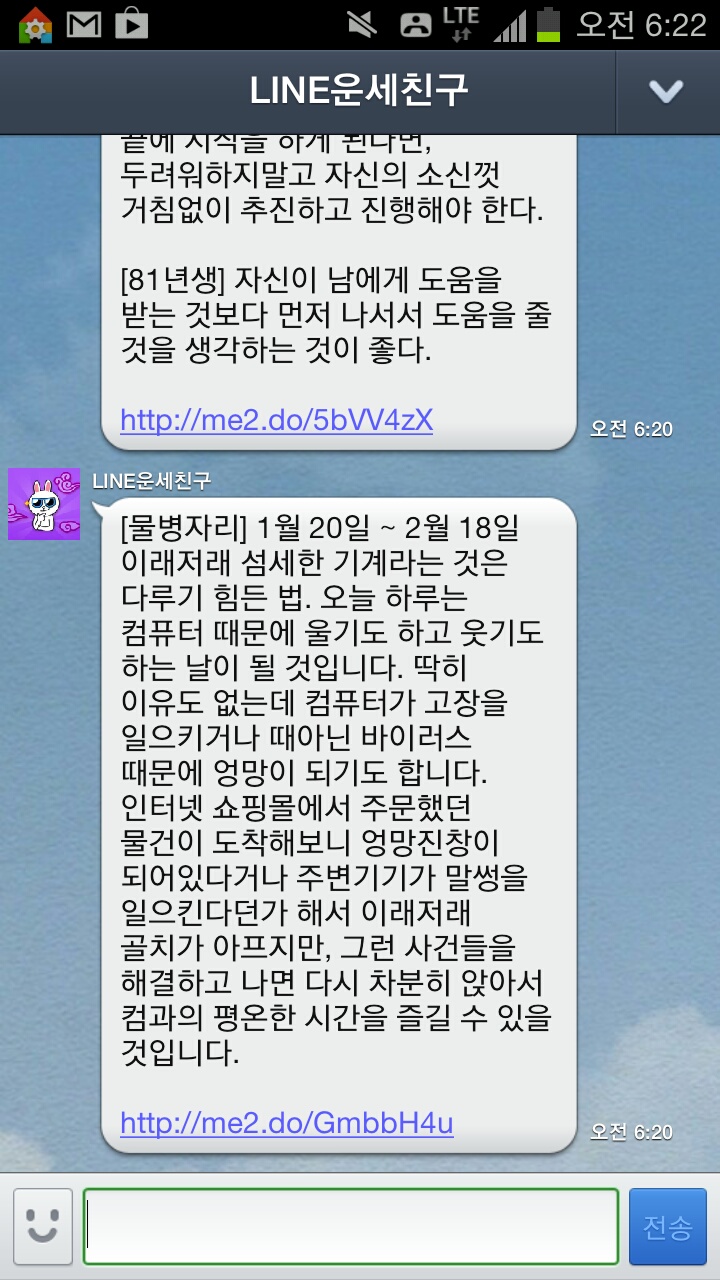 LTE
오전 6:22
LINE운세친구
끝에 시작을 하게 된다면,
두려워하지말고 자신의 소신껏
거침없이 추진하고 진행해야 한다.
[81년생] 자신이 남에게 도움을
받는 것보다 먼저 나서서 도움을 줄
것을 생각하는 것이 좋다.
http://me2.do/5bVV4zX
오전 6:20
LINE운세친구
[물병자리] 1월 20일 ~ 2월 18일
이래저래 섬세한 기계라는 것은
다루기 힘든 법. 오늘 하루는
컴퓨터 때문에 울기도 하고 웃기도
하는 날이 될 것입니다. 딱히
이유도 없는데 컴퓨터가 고장을
일으키거나 때아닌 바이러스
때문에 엉망이 되기도 합니다.
인터넷 쇼핑몰에서 주문했던
물건이 도착해보니 엉망진창이
되어있다거나 주변기기가 말썽을
일으킨다던가 해서 이래저래
골치가 아프지만, 그런 사건들을
해결하고 나면 다시 차분히 앉아서
컴과의 평온한 시간을 즐길 수 있을
것입니다.
http://me2.do/GmbbH4u
오전 6:20
전송